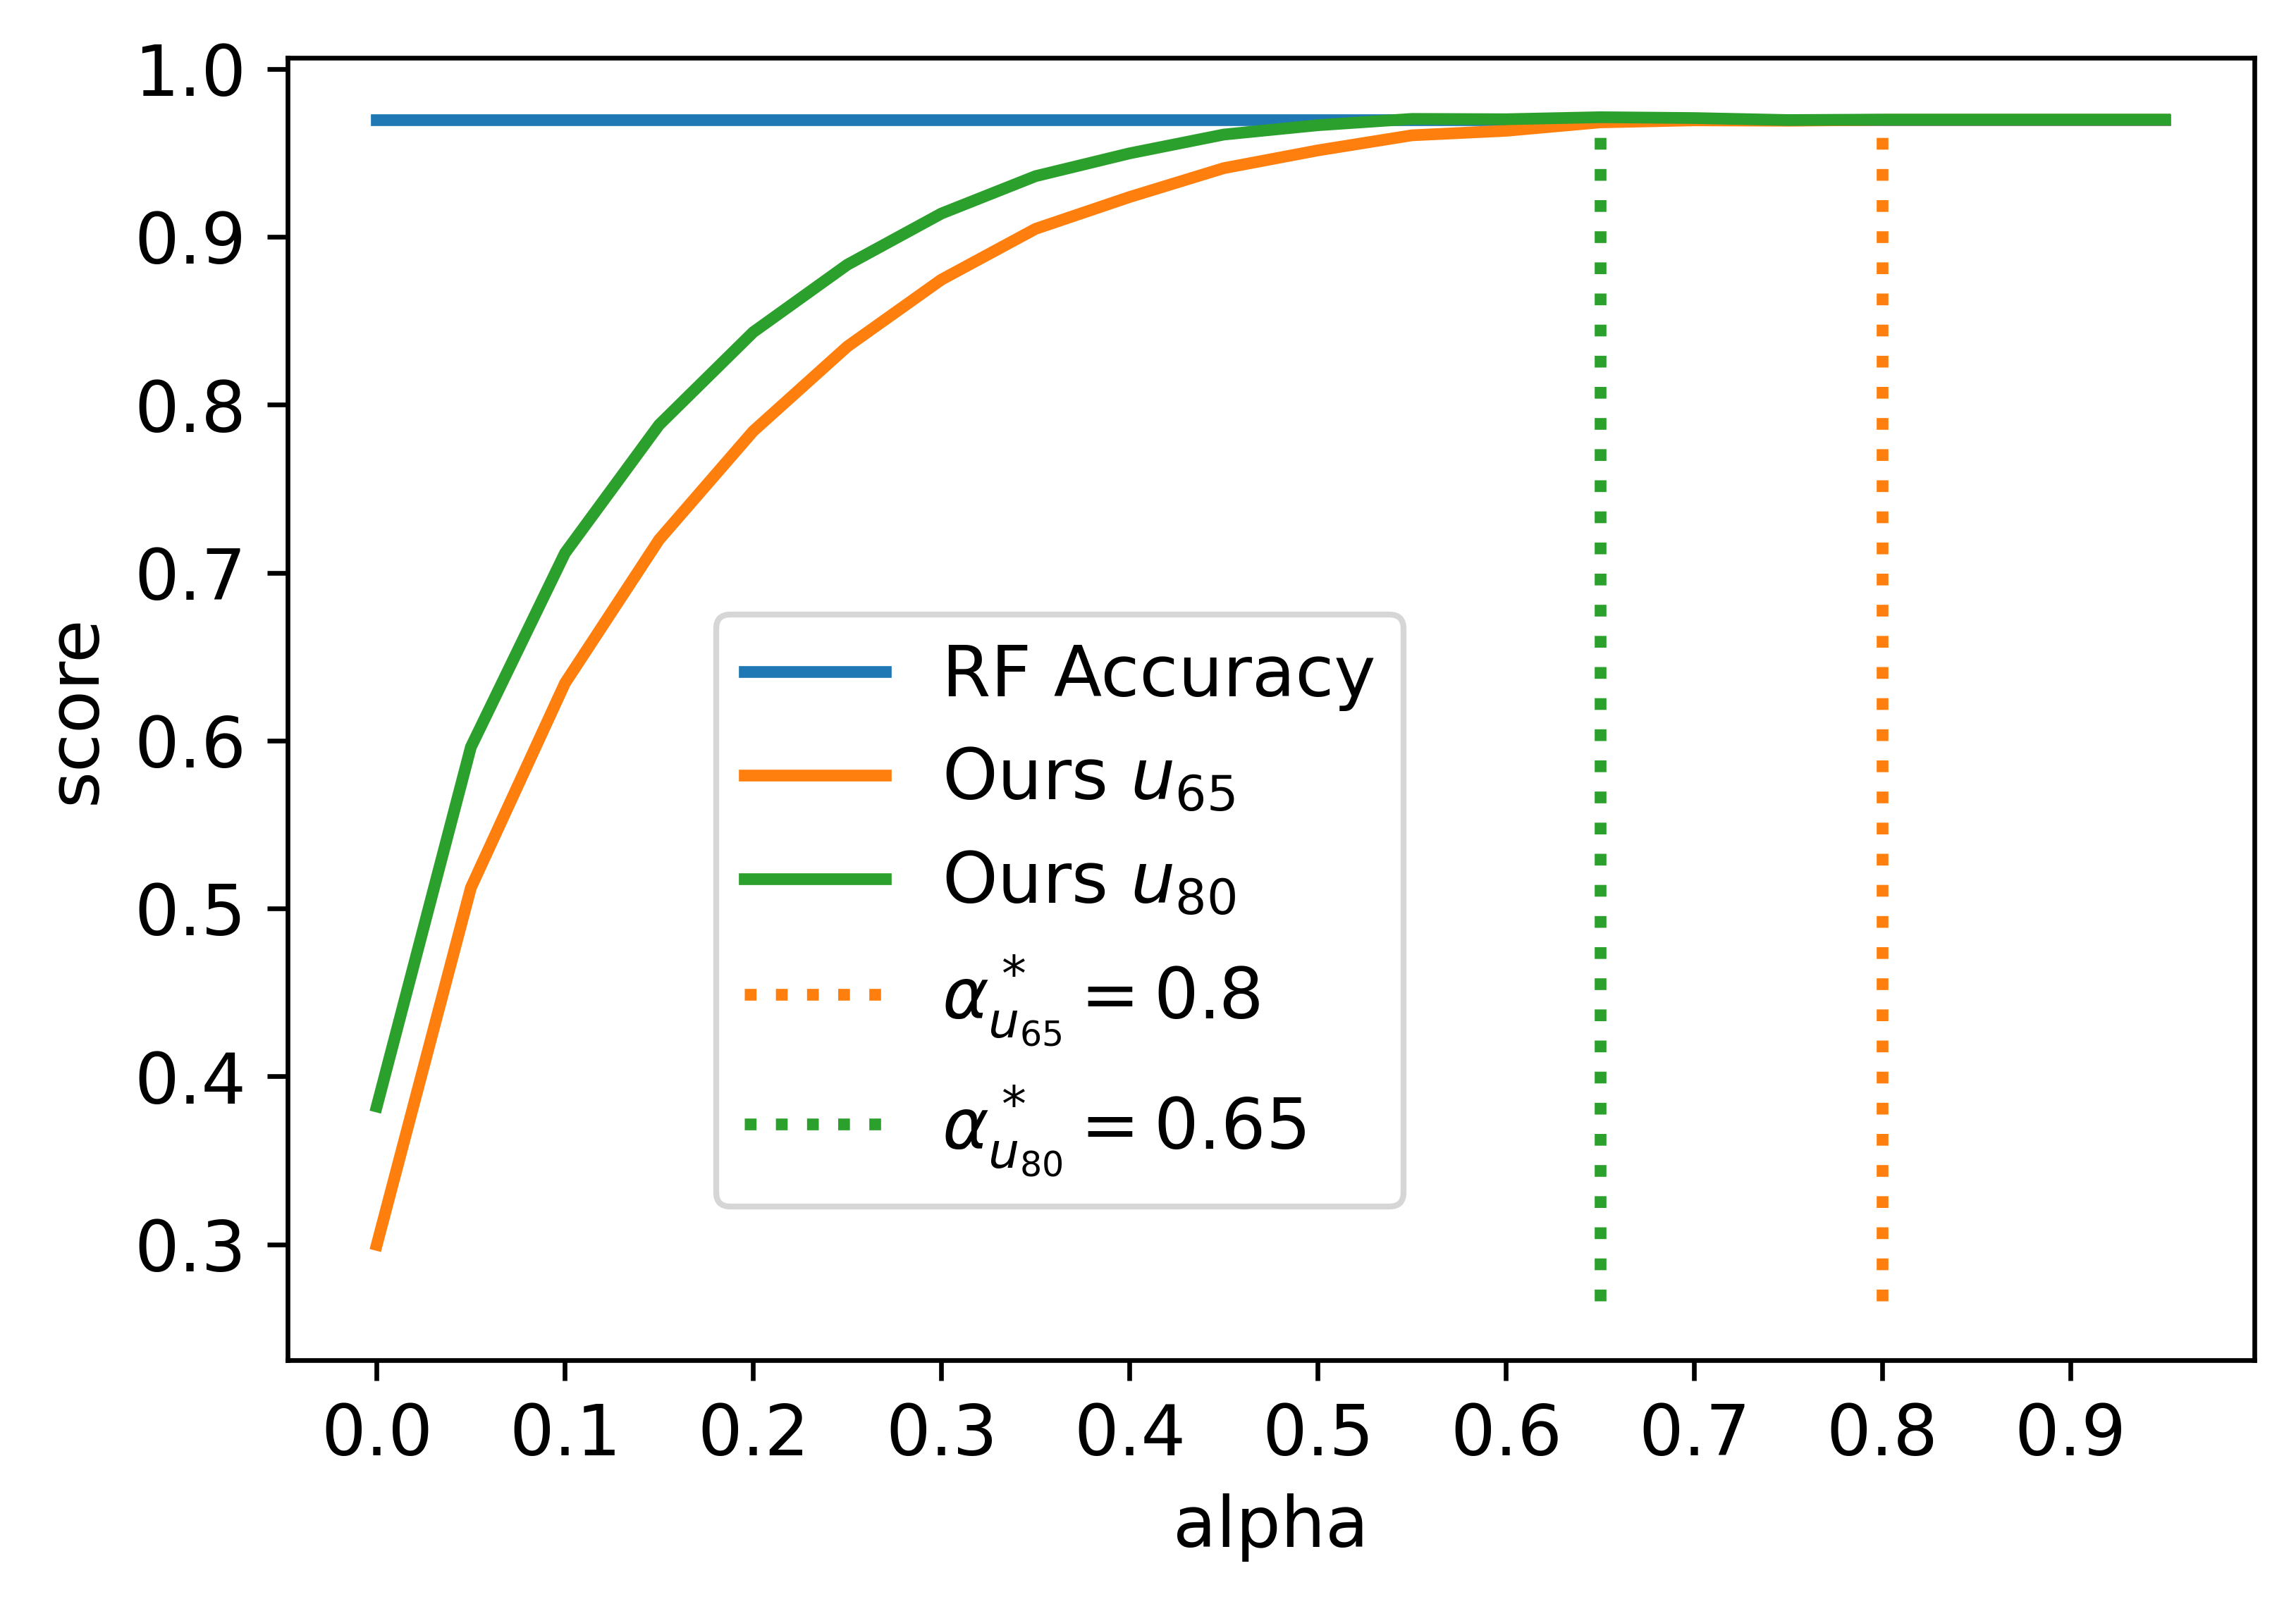 1.0
0.9
0.8
0.7
0.6
0.5
0.4
0.3
score
RF Accuracy
Ours u₆₅
Ours u₈₀
α*_{u₆₅} = 0.8
α*_{u₈₀} = 0.65
0.0 0.1 0.2 0.3 0.4 0.5 0.6 0.7 0.8 0.9
alpha